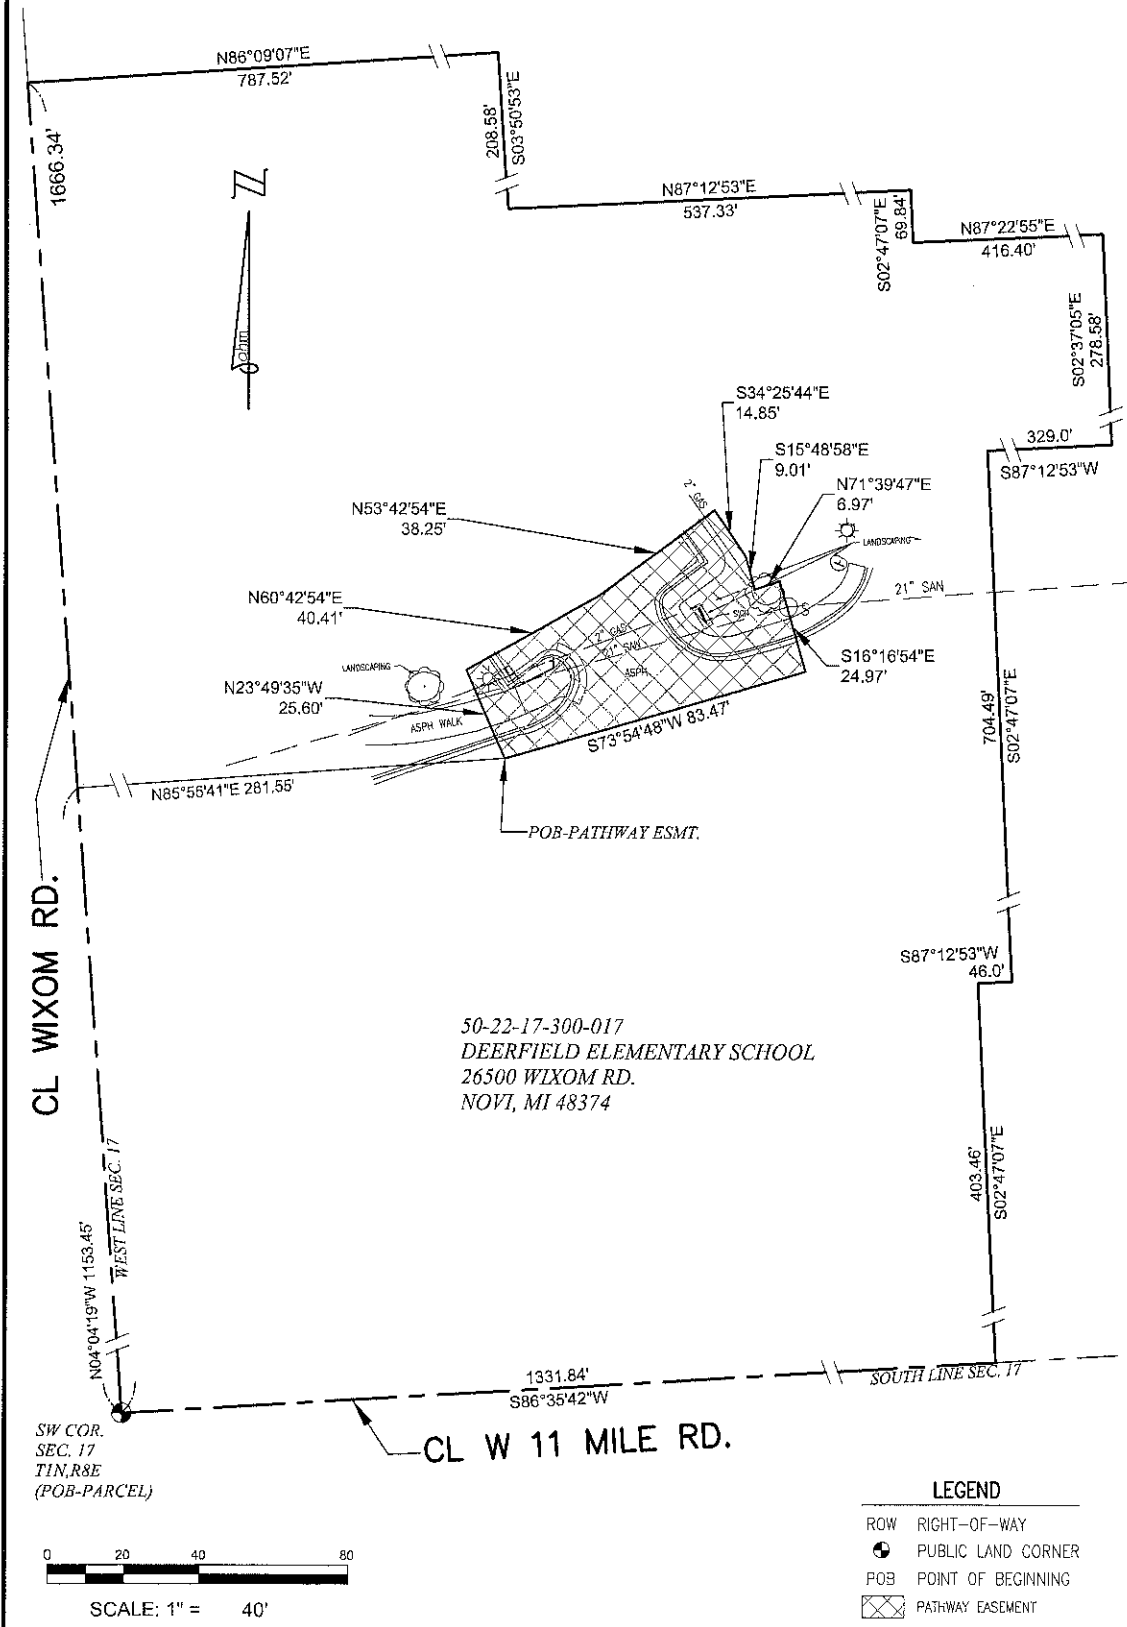 N86°09'07"E
787.52'
1666.34'
208.58'
S03°50'53"E
N
ohm
N87°12'53"E
537.33'
S02°47'07"E
69.84'
N87°22'55"E
416.40'
S02°37'05"E
278.58'
329.0'
S87°12'53"W
S34°25'44"E
14.85'
S15°48'58"E
9.01'
N71°39'47"E
6.97'
2" GAS
LANDSCAPING
N53°42'54"E
38.25'
21" SAN
N60°42'54"E
40.41'
2" GAS
21" SAN
ASPH
S
S16°16'54"E
24.97'
LANDSCAPING
N23°49'35"W
25.60'
ASPH WALK
S73°54'48"W 83.47'
704.49'
S02°47'07"E
N85°56'41"E 281.55'
POB-PATHWAY ESMT.
CL WIXOM RD.
S87°12'53"W
46.0'
50-22-17-300-017
DEERFIELD ELEMENTARY SCHOOL
26500 WIXOM RD.
NOVI, MI 48374
403.46'
S02°47'07"E
WEST LINE SEC. 17
N04°04'19"W 1153.45'
1331.84'
S86°35'42"W
SOUTH LINE SEC. 17
CL W 11 MILE RD.
SW COR.
SEC. 17
T1N,R8E
(POB-PARCEL)
LEGEND
ROW RIGHT-OF-WAY
PUBLIC LAND CORNER
POB POINT OF BEGINNING
PATHWAY EASEMENT
0 20 40 80
SCALE: 1" = 40'